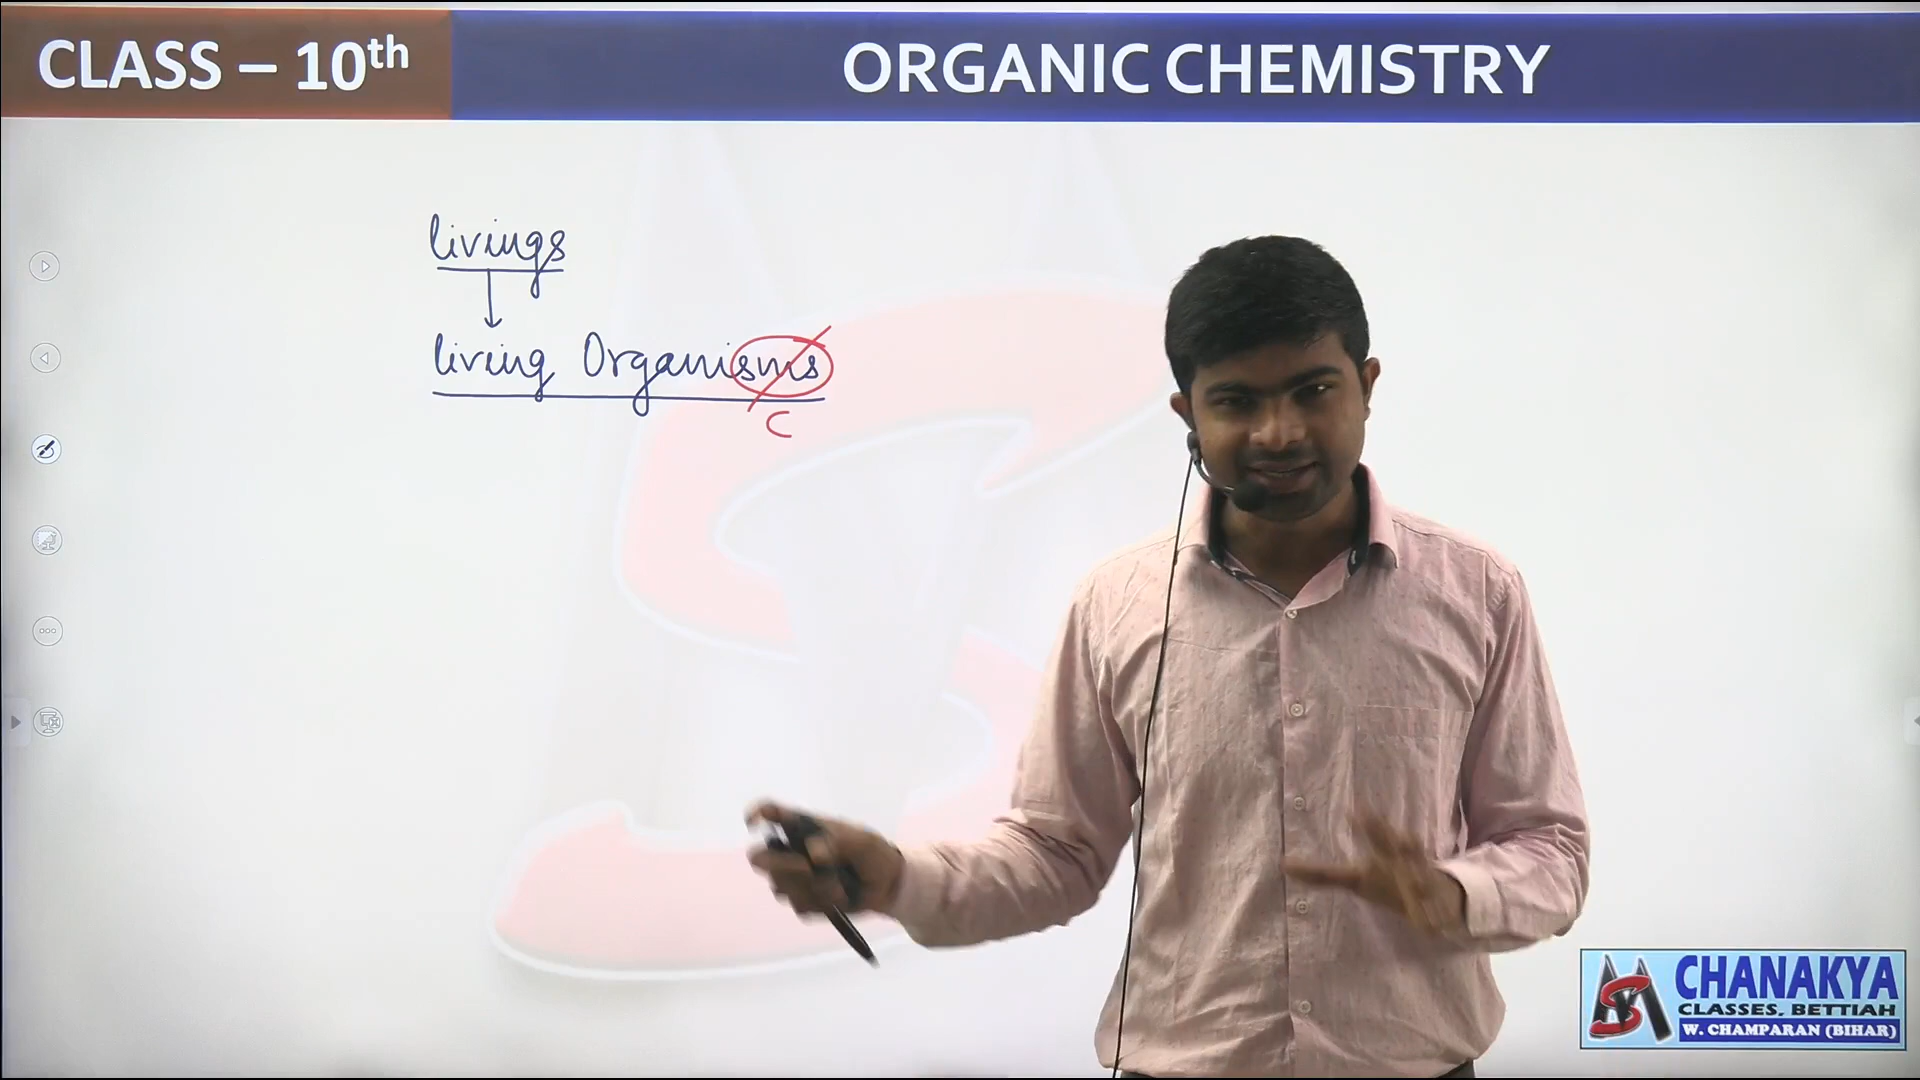 CLASS – 10th
ORGANIC CHEMISTRY
livings
living Organisms
C
CHANAKYA
CLASSES, BETTIAH
W. CHAMPARAN (BIHAR)